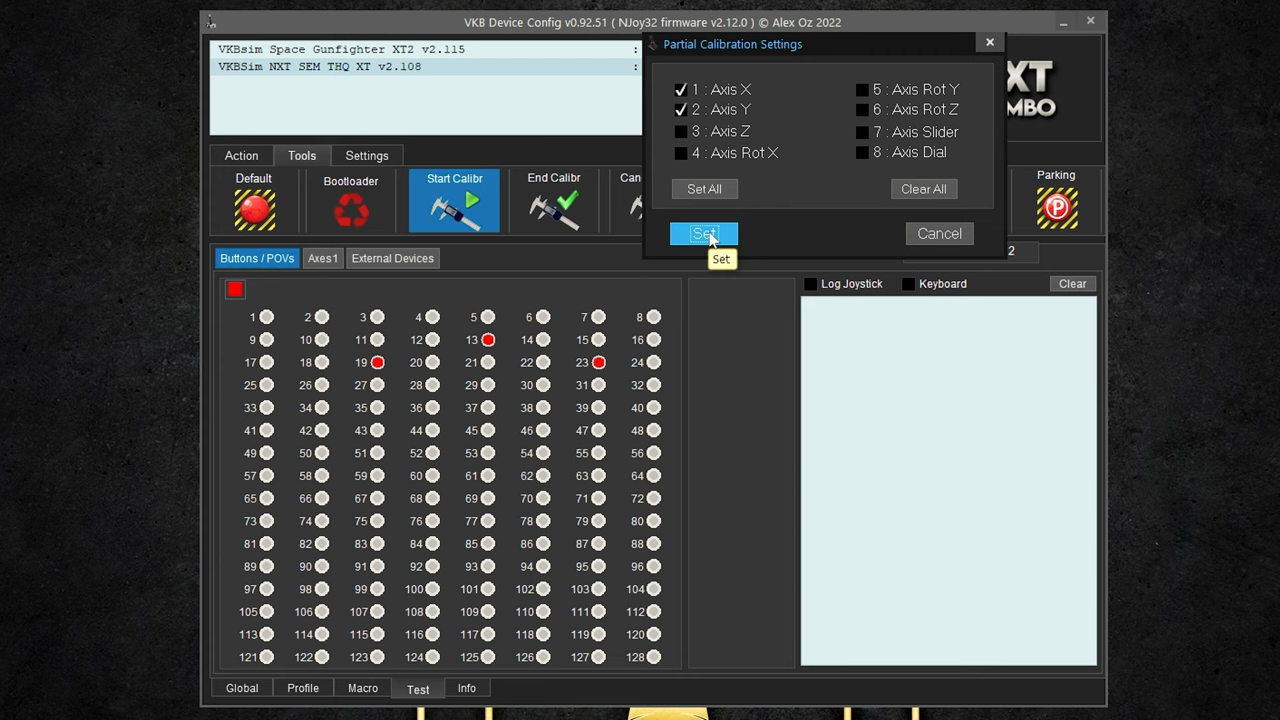 VKB Device Config v0.92.51 ( NJoy32 firmware v2.12.0 ) © Alex Oz 2022
VKBsim Space Gunfighter XT2 v2.115 :
VKBSim NXT SEM THQ XT v2.108 :
Partial Calibration Settings
1 : Axis X
5 : Axis Rot Y
2 : Axis Y
6 : Axis Rot Z
3 : Axis Z
7 : Axis Slider
4 : Axis Rot X
8 : Axis Dial
Set All
Clear All
Set
Cancel
Set
XT
MBO
Action Tools Settings
Default Bootloader Start Calibr End Calibr Can Parking
P
2
Buttons / POVs Axes1 External Devices
Log Joystick Keyboard Clear
1 2 3 4 5 6 7 8
9 10 11 12 13 14 15 16
17 18 19 20 21 22 23 24
25 26 27 28 29 30 31 32
33 34 35 36 37 38 39 40
41 42 43 44 45 46 47 48
49 50 51 52 53 54 55 56
57 58 59 60 61 62 63 64
65 66 67 68 69 70 71 72
73 74 75 76 77 78 79 80
81 82 83 84 85 86 87 88
89 90 91 92 93 94 95 96
97 98 99 100 101 102 103 104
105 106 107 108 109 110 111 112
113 114 115 116 117 118 119 120
121 122 123 124 125 126 127 128
Global Profile Macro Test Info